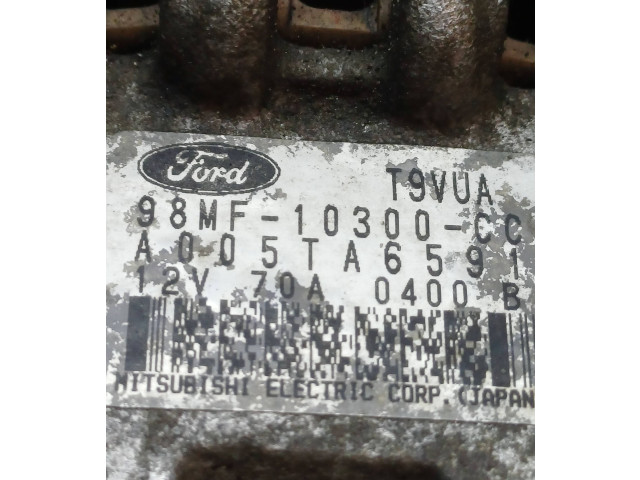 Ford
T9VUA
98MF-10300-CC
A005TA6591
12V 70A 0400 B
MITSUBISHI ELECTRIC CORP.(JAPAN